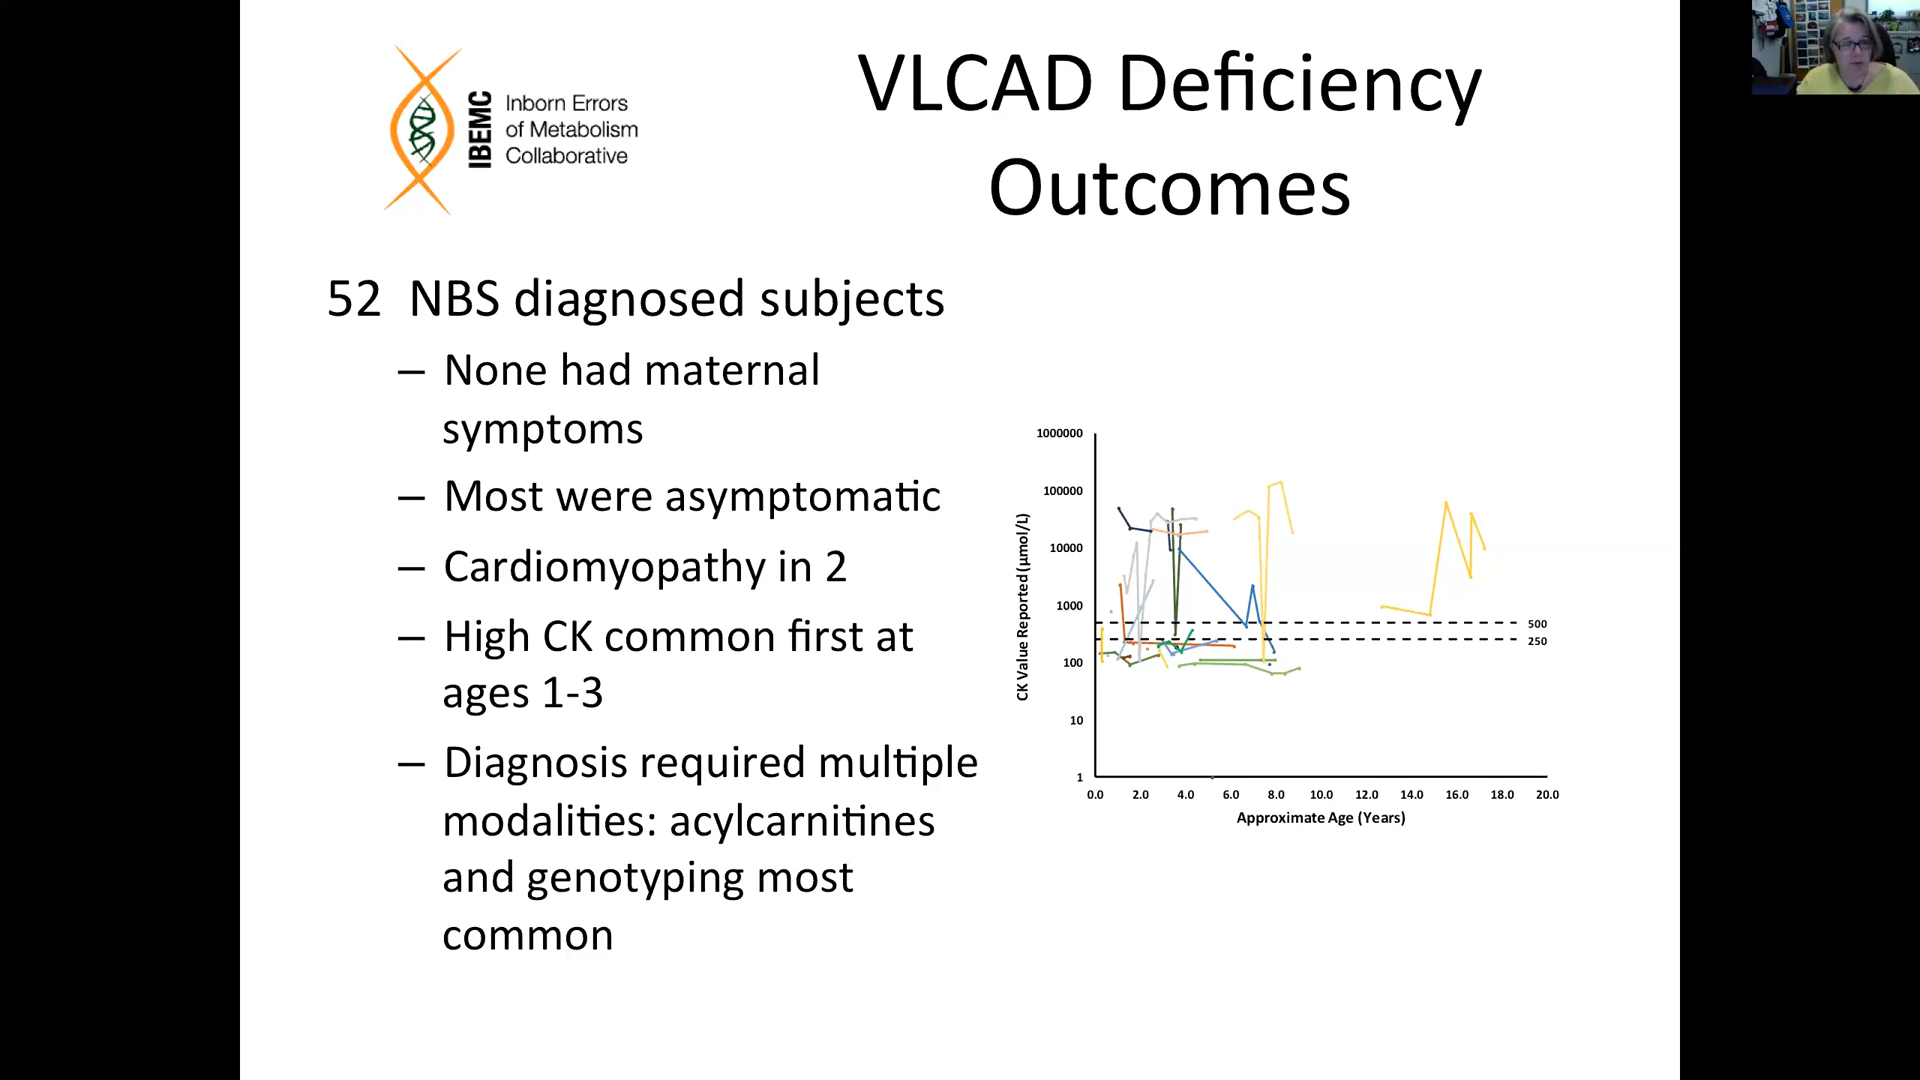 IBEMC
Inborn Errors
of Metabolism
Collaborative
VLCAD Deficiency
Outcomes
52 NBS diagnosed subjects
– None had maternal
symptoms
– Most were asymptomatic
– Cardiomyopathy in 2
– High CK common first at
ages 1-3
– Diagnosis required multiple
modalities: acylcarnitines
and genotyping most
common
CK Value Reported (µmol/L)
1000000
100000
10000
1000
100
10
1
500
250
0.0 2.0 4.0 6.0 8.0 10.0 12.0 14.0 16.0 18.0 20.0
Approximate Age (Years)